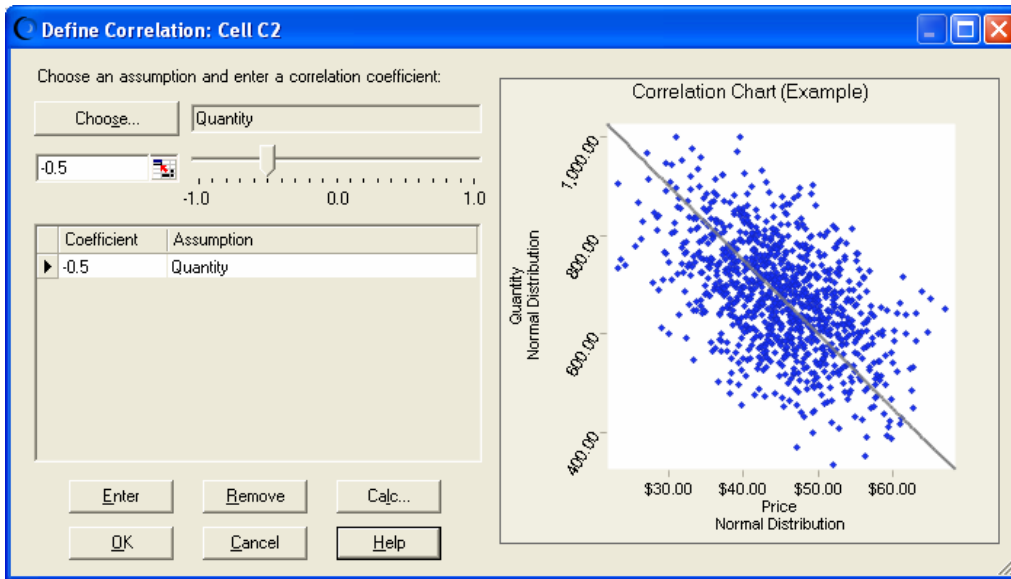 Define Correlation: Cell C2
Choose an assumption and enter a correlation coefficient:
Choose...
Quantity
-0.5
-1.0 0.0 1.0
Coefficient Assumption
-0.5 Quantity
Enter Remove Calc...
OK Cancel Help
Correlation Chart (Example)
1,000.00
800.00
600.00
400.00
Quantity
Normal Distribution
$30.00 $40.00 $50.00 $60.00
Price
Normal Distribution